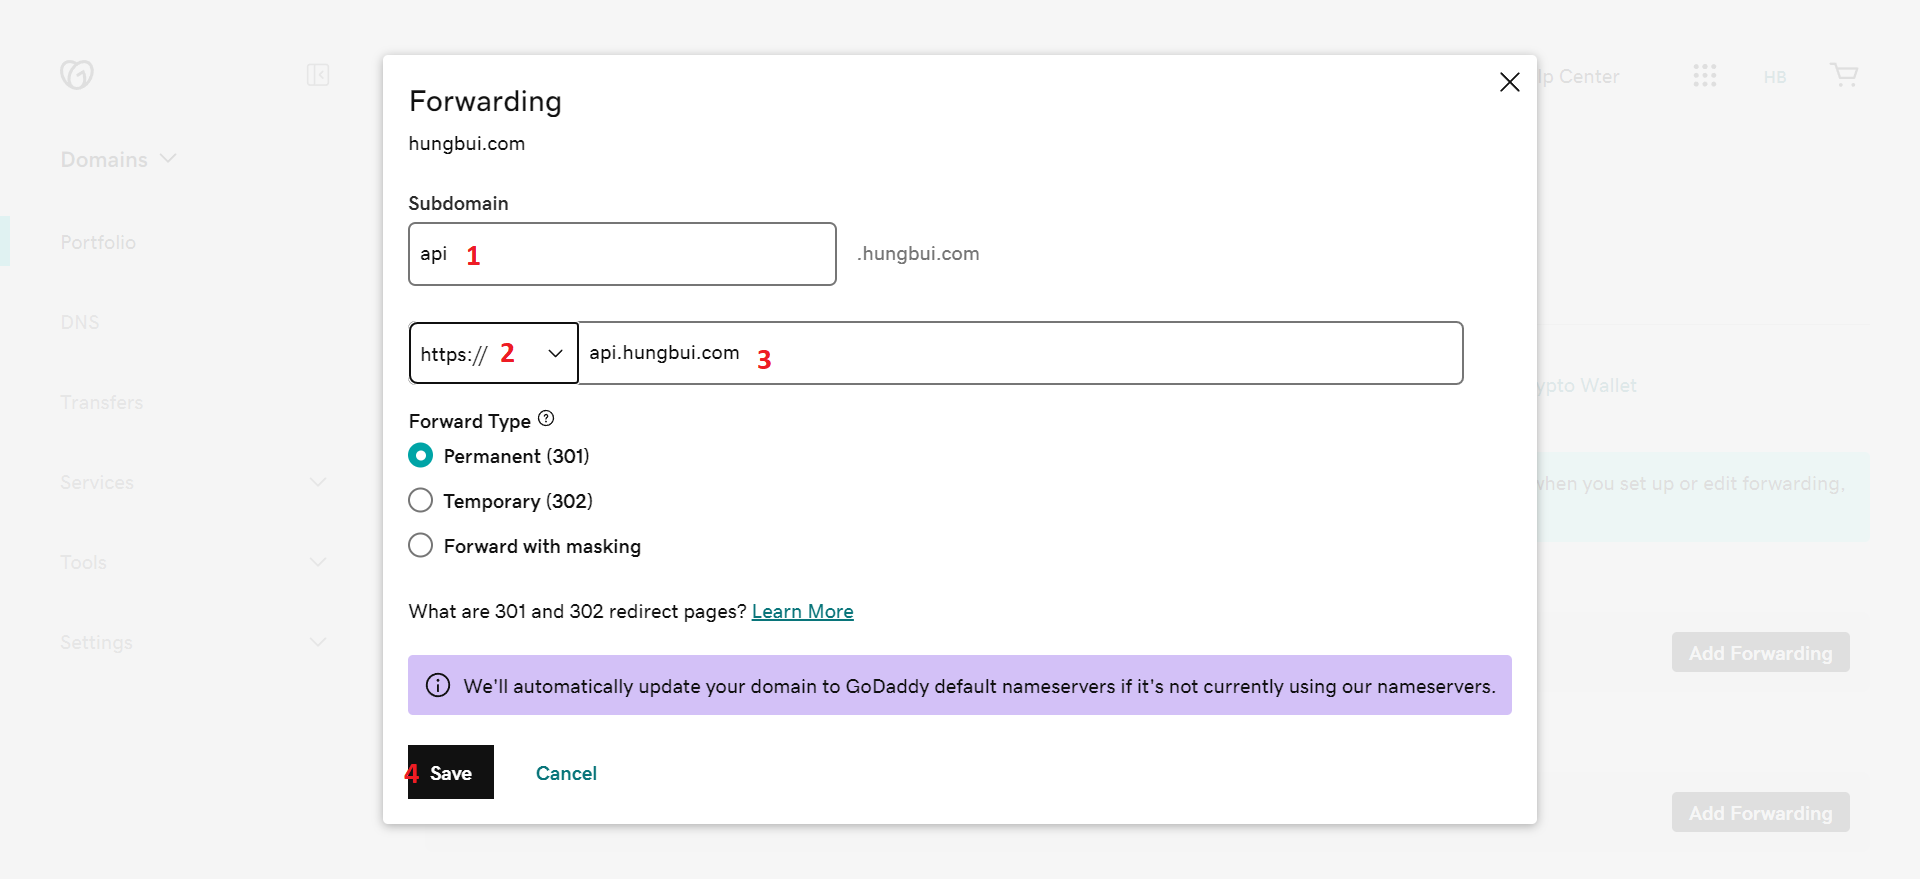 Forwarding
hungbui.com
Help Center
HB
Domains
Subdomain
Portfolio
api 1 .hungbui.com
DNS
https:// 2 api.hungbui.com 3
Crypto Wallet
Transfers
Forward Type
Permanent (301)
Services
when you set up or edit forwarding,
Temporary (302)
Forward with masking
Tools
What are 301 and 302 redirect pages? Learn More
Settings
Add Forwarding
We'll automatically update your domain to GoDaddy default nameservers if it's not currently using our nameservers.
4 Save Cancel
Add Forwarding